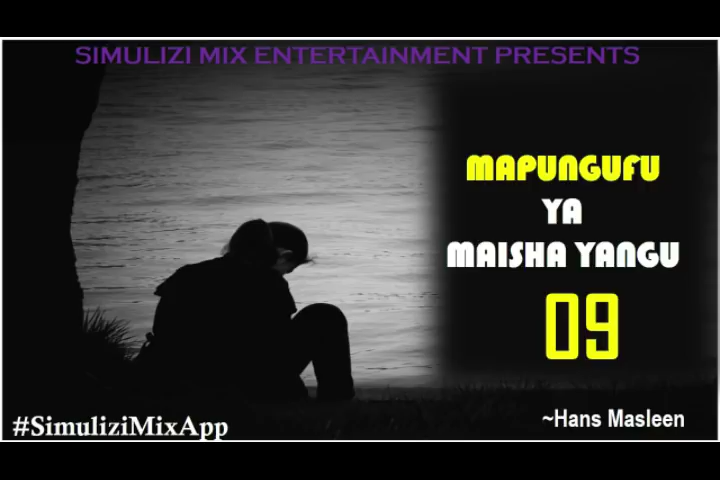 SIMULIZI MIX ENTERTAINMENT PRESENTS
MAPUNGUFU
YA
MAISHA YANGU
09
#SimuliziMixApp
~Hans Masleen